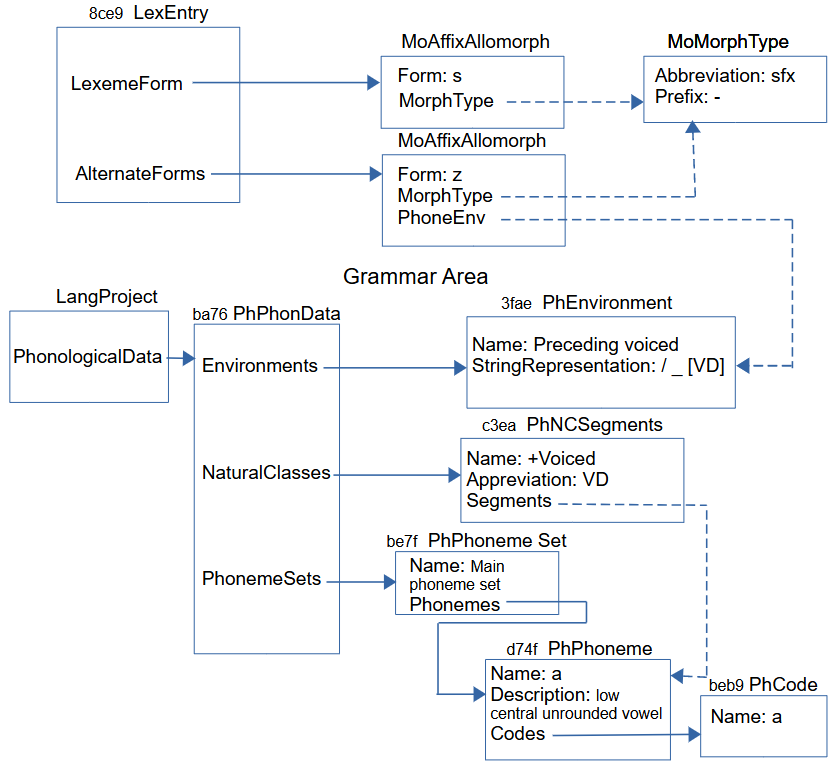 8ce9 LexEntry
LexemeForm
AlternateForms
MoAffixAllomorph
Form: s
MorphType
MoMorphType
Abbreviation: sfx
Prefix: -
MoAffixAllomorph
Form: z
MorphType
PhoneEnv
Grammar Area
LangProject
PhonologicalData
ba76 PhPhonData
Environments
NaturalClasses
PhonemeSets
3fae PhEnvironment
Name: Preceding voiced
StringRepresentation: / _ [VD]
c3ea PhNCSegments
Name: +Voiced
Appreviation: VD
Segments
be7f PhPhoneme Set
Name: Main
phoneme set
Phonemes
d74f PhPhoneme
Name: a
Description: low
central unrounded vowel
Codes
beb9 PhCode
Name: a